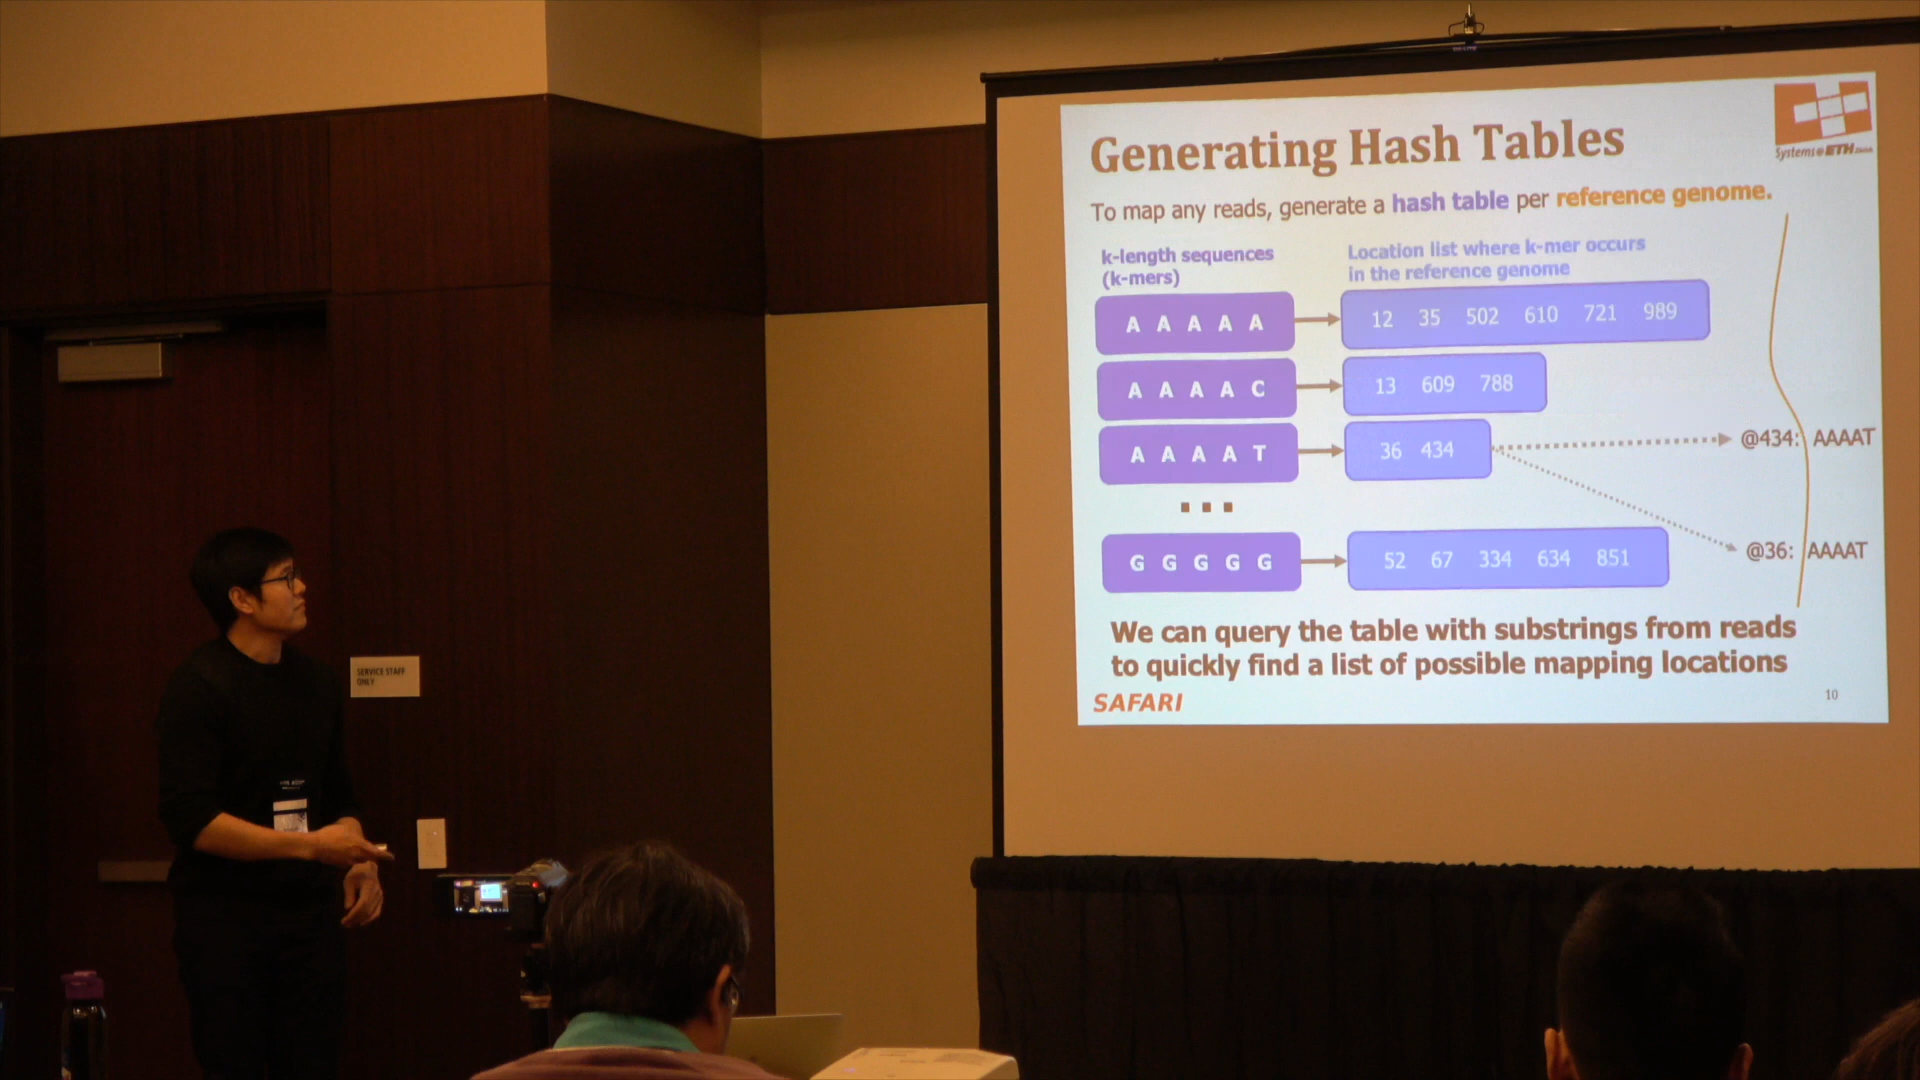 Generating Hash Tables
Systems@ETH
To map any reads, generate a hash table per reference genome.
k-length sequences
(k-mers)
Location list where k-mer occurs
in the reference genome
A A A A A
12 35 502 610 721 989
A A A A C
13 609 788
A A A A T
36 434
@434: AAAAT
...
G G G G G
52 67 334 634 851
@36: AAAAT
We can query the table with substrings from reads
to quickly find a list of possible mapping locations
SAFARI
10
SERVICE STAFF
ONLY